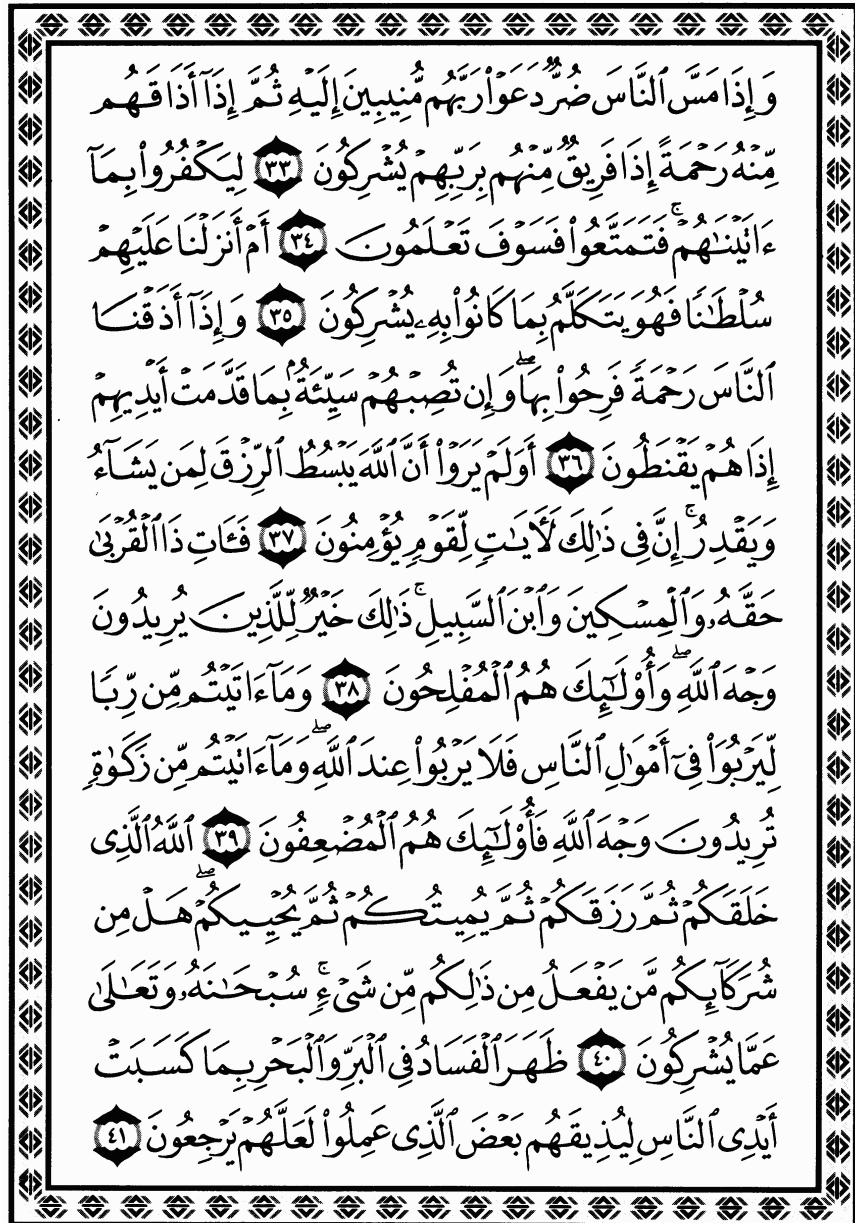 وَإِذَا مَسَّ ٱلنَّاسَ ضُرٌّ دَعَوْا۟ رَبَّهُم مُّنِيبِينَ إِلَيْهِ ثُمَّ إِذَآ أَذَاقَهُم
مِّنْهُ رَحْمَةً إِذَا فَرِيقٌ مِّنْهُم بِرَبِّهِمْ يُشْرِكُونَ ٣٣ لِيَكْفُرُوا۟ بِمَآ
ءَاتَيْنَٰهُمْ ۚ فَتَمَتَّعُوا۟ فَسَوْفَ تَعْلَمُونَ ٣٤ أَمْ أَنزَلْنَا عَلَيْهِمْ
سُلْطَٰنًا فَهُوَ يَتَكَلَّمُ بِمَا كَانُوا۟ بِهِۦ يُشْرِكُونَ ٣٥ وَإِذَآ أَذَقْنَا
ٱلنَّاسَ رَحْمَةً فَرِحُوا۟ بِهَا ۖ وَإِن تُصِبْهُمْ سَيِّئَةٌۢ بِمَا قَدَّمَتْ أَيْدِيهِمْ
إِذَا هُمْ يَقْنَطُونَ ٣٦ أَوَلَمْ يَرَوْا۟ أَنَّ ٱللَّهَ يَبْسُطُ ٱلرِّزْقَ لِمَن يَشَآءُ
وَيَقْدِرُ ۚ إِنَّ فِى ذَٰلِكَ لَءَايَٰتٍ لِّقَوْمٍ يُؤْمِنُونَ ٣٧ فَـَٔاتِ ذَا ٱلْقُرْبَىٰ
حَقَّهُۥ وَٱلْمِسْكِينَ وَٱبْنَ ٱلسَّبِيلِ ۚ ذَٰلِكَ خَيْرٌ لِّلَّذِينَ يُرِيدُونَ
وَجْهَ ٱللَّهِ ۖ وَأُو۟لَٰٓئِكَ هُمُ ٱلْمُفْلِحُونَ ٣٨ وَمَآ ءَاتَيْتُم مِّن رِّبًا
لِّيَرْبُوَا۟ فِىٓ أَمْوَٰلِ ٱلنَّاسِ فَلَا يَرْبُوا۟ عِندَ ٱللَّهِ ۖ وَمَآ ءَاتَيْتُم مِّن زَكَوٰةٍ
تُرِيدُونَ وَجْهَ ٱللَّهِ فَأُو۟لَٰٓئِكَ هُمُ ٱلْمُضْعِفُونَ ٣٩ ٱللَّهُ ٱلَّذِى
خَلَقَكُمْ ثُمَّ رَزَقَكُمْ ثُمَّ يُمِيتُكُمْ ثُمَّ يُحْيِيكُمْ ۖ هَلْ مِن
شُرَكَآئِكُم مَّن يَفْعَلُ مِن ذَٰلِكُم مِّن شَىْءٍ ۚ سُبْحَٰنَهُۥ وَتَعَٰلَىٰ
عَمَّا يُشْرِكُونَ ٤٠ ظَهَرَ ٱلْفَسَادُ فِى ٱلْبَرِّ وَٱلْبَحْرِ بِمَا كَسَبَتْ
أَيْدِى ٱلنَّاسِ لِيُذِيقَهُم بَعْضَ ٱلَّذِى عَمِلُوا۟ لَعَلَّهُمْ يَرْجِعُونَ ٤١